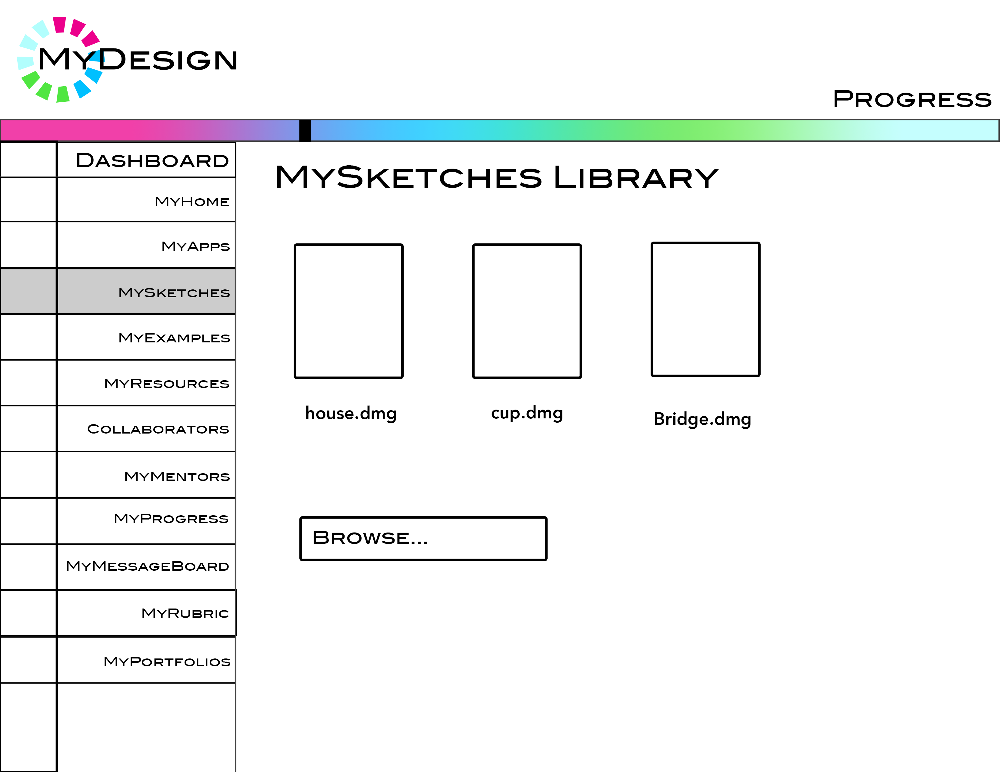 MyDesign
Progress
Dashboard
MySketches Library
MyHome
MyApps
MySketches
MyExamples
MyResources
Collaborators
MyMentors
MyProgress
MyMessageBoard
MyRubric
MyPortfolios
house.dmg
cup.dmg
Bridge.dmg
Browse...